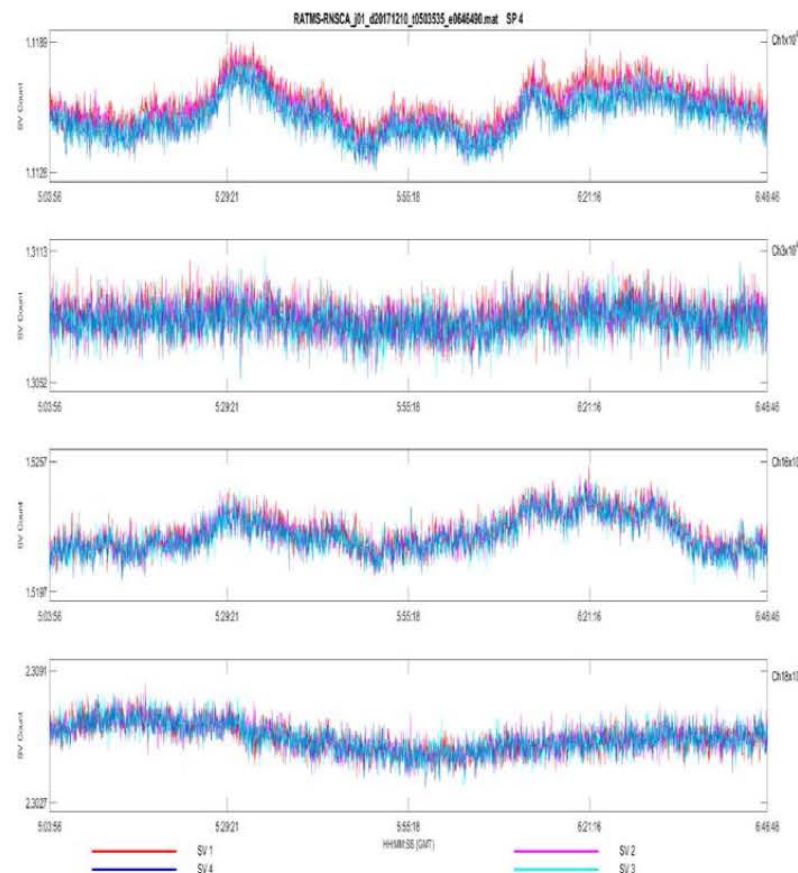 RATMS-RNSCA_j01_d20171210_t0503535_e0646490.mat SP 4
1.1189
Ch1x10⁴
SV Count
1.1128
5:03:56 5:29:21 5:55:18 6:21:16 6:46:46
1.3113
Ch3x10⁴
SV Count
1.3052
5:03:56 5:29:21 5:55:18 6:21:16 6:46:46
1.5257
Ch16x10
SV Count
1.5197
5:03:56 5:29:21 5:55:18 6:21:16 6:46:46
2.3091
Ch18x10
SV Count
2.3027
5:03:56 5:29:21 5:55:18 6:21:16 6:46:46
HH:MM:SS (GMT)
SV 1 SV 2
SV 4 SV 3